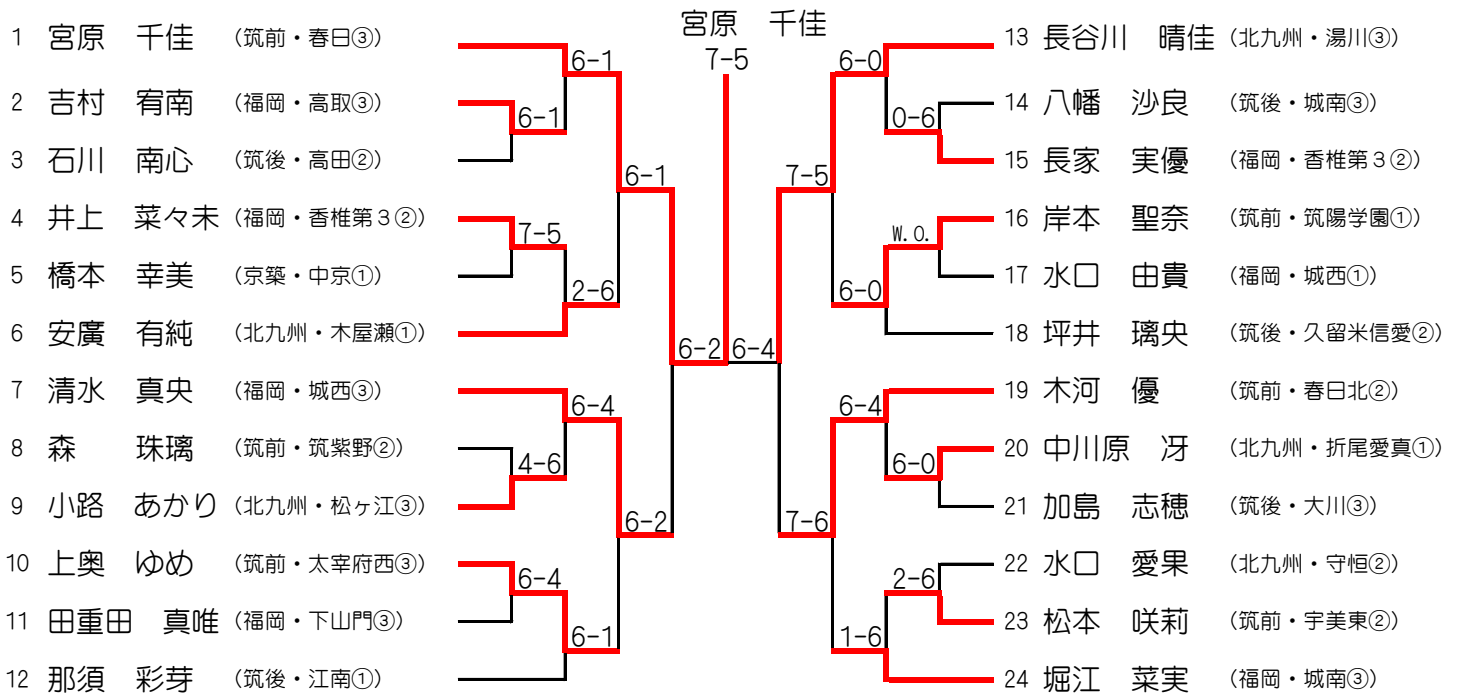 宮原　千佳
7-5
1 宮原　千佳 (筑前・春日③)
6-1
2 吉村　宥南 (福岡・高取③)
6-1
3 石川　南心 (筑後・高田②)
6-1
4 井上　菜々未 (福岡・香椎第3②)
7-5
5 橋本　幸美 (京築・中京①)
2-6
6 安廣　有純 (北九州・木屋瀬①)
6-2
7 清水　真央 (福岡・城西③)
6-4
8 森　珠璃 (筑前・筑紫野②)
4-6
9 小路　あかり (北九州・松ヶ江③)
6-2
10 上奥　ゆめ (筑前・太宰府西③)
6-4
11 田重田　真唯 (福岡・下山門③)
6-1
12 那須　彩芽 (筑後・江南①)
13 長谷川　晴佳 (北九州・湯川③)
6-0
14 八幡　沙良 (筑後・城南③)
0-6
15 長家　実優 (福岡・香椎第3②)
7-5
16 岸本　聖奈 (筑前・筑陽学園①)
W.O.
17 水口　由貴 (福岡・城西①)
6-0
18 坪井　璃央 (筑後・久留米信愛②)
6-4
19 木河　優 (筑前・春日北②)
6-4
20 中川原　冴 (北九州・折尾愛真①)
6-0
21 加島　志穂 (筑後・大川③)
7-6
22 水口　愛果 (北九州・守恒②)
2-6
23 松本　咲莉 (筑前・宇美東②)
1-6
24 堀江　菜実 (福岡・城南③)